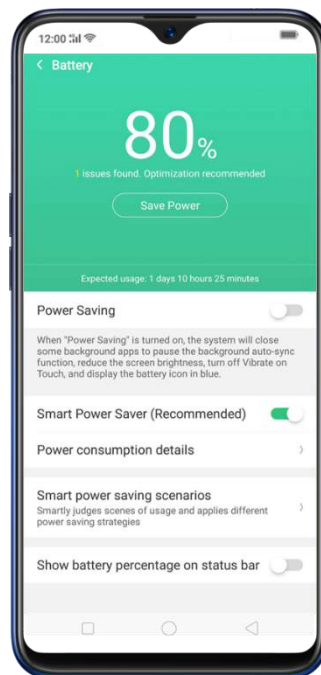 12:00
Battery
80%
1 issues found. Optimization recommended
Save Power
Expected usage: 1 days 10 hours 25 minutes
Power Saving
When "Power Saving" is turned on, the system will close
some background apps to pause the background auto-sync
function, reduce the screen brightness, turn off Vibrate on
Touch, and display the battery icon in blue.
Smart Power Saver (Recommended)
Power consumption details
Smart power saving scenarios
Smartly judges scenes of usage and applies different
power saving strategies
Show battery percentage on status bar